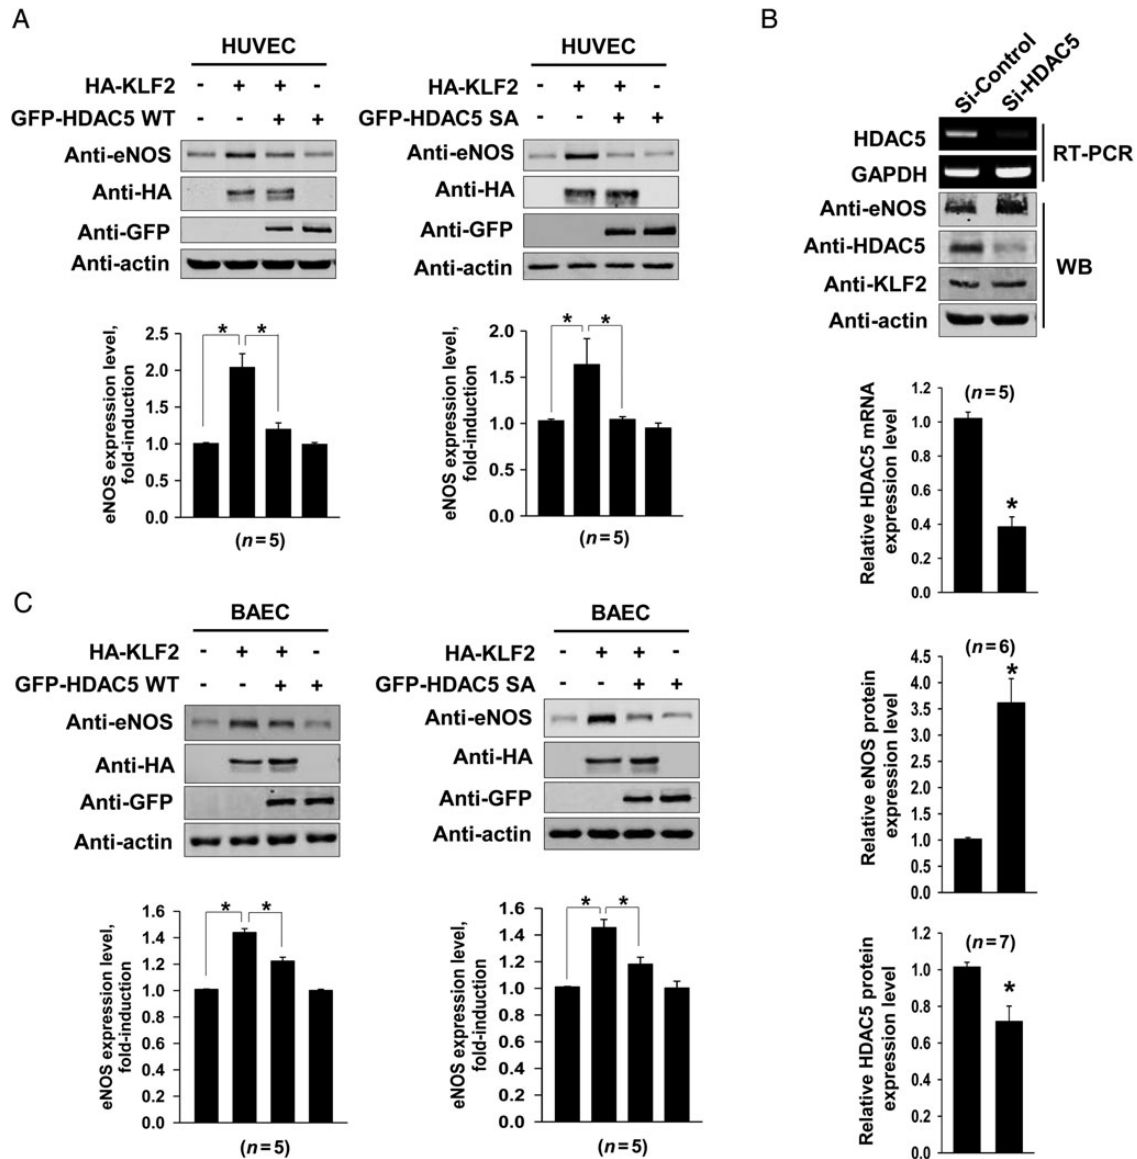 A
HUVEC
HA-KLF2 - + + -
GFP-HDAC5 WT - - + +
Anti-eNOS
Anti-HA
Anti-GFP
Anti-actin
eNOS expression level,
fold-induction
2.5
2.0
1.5
1.0
0.5
0.0
* *
(n=5)
HUVEC
HA-KLF2 - + + -
GFP-HDAC5 SA - - + +
Anti-eNOS
Anti-HA
Anti-GFP
Anti-actin
eNOS expression level,
fold-induction
2.0
1.5
1.0
0.5
0.0
* *
(n=5)
B
Si-Control
Si-HDAC5
HDAC5
GAPDH
RT-PCR
Anti-eNOS
Anti-HDAC5
Anti-KLF2
Anti-actin
WB
Relative HDAC5 mRNA
expression level
1.2
1.0
0.8
0.6
0.4
0.2
0.0
(n=5)
*
Relative eNOS protein
expression level
4.5
4.0
3.5
3.0
2.5
2.0
1.5
1.0
0.5
0.0
(n=6)
*
Relative HDAC5 protein
expression level
1.2
1.0
0.8
0.6
0.4
0.2
0.0
(n=7)
*
C
BAEC
HA-KLF2 - + + -
GFP-HDAC5 WT - - + +
Anti-eNOS
Anti-HA
Anti-GFP
Anti-actin
eNOS expression level,
fold-induction
1.6
1.4
1.2
1.0
0.8
0.6
0.4
0.2
0.0
* *
(n=5)
BAEC
HA-KLF2 - + + -
GFP-HDAC5 SA - - + +
Anti-eNOS
Anti-HA
Anti-GFP
Anti-actin
eNOS expression level,
fold-induction
1.6
1.4
1.2
1.0
0.8
0.6
0.4
0.2
0.0
* *
(n=5)